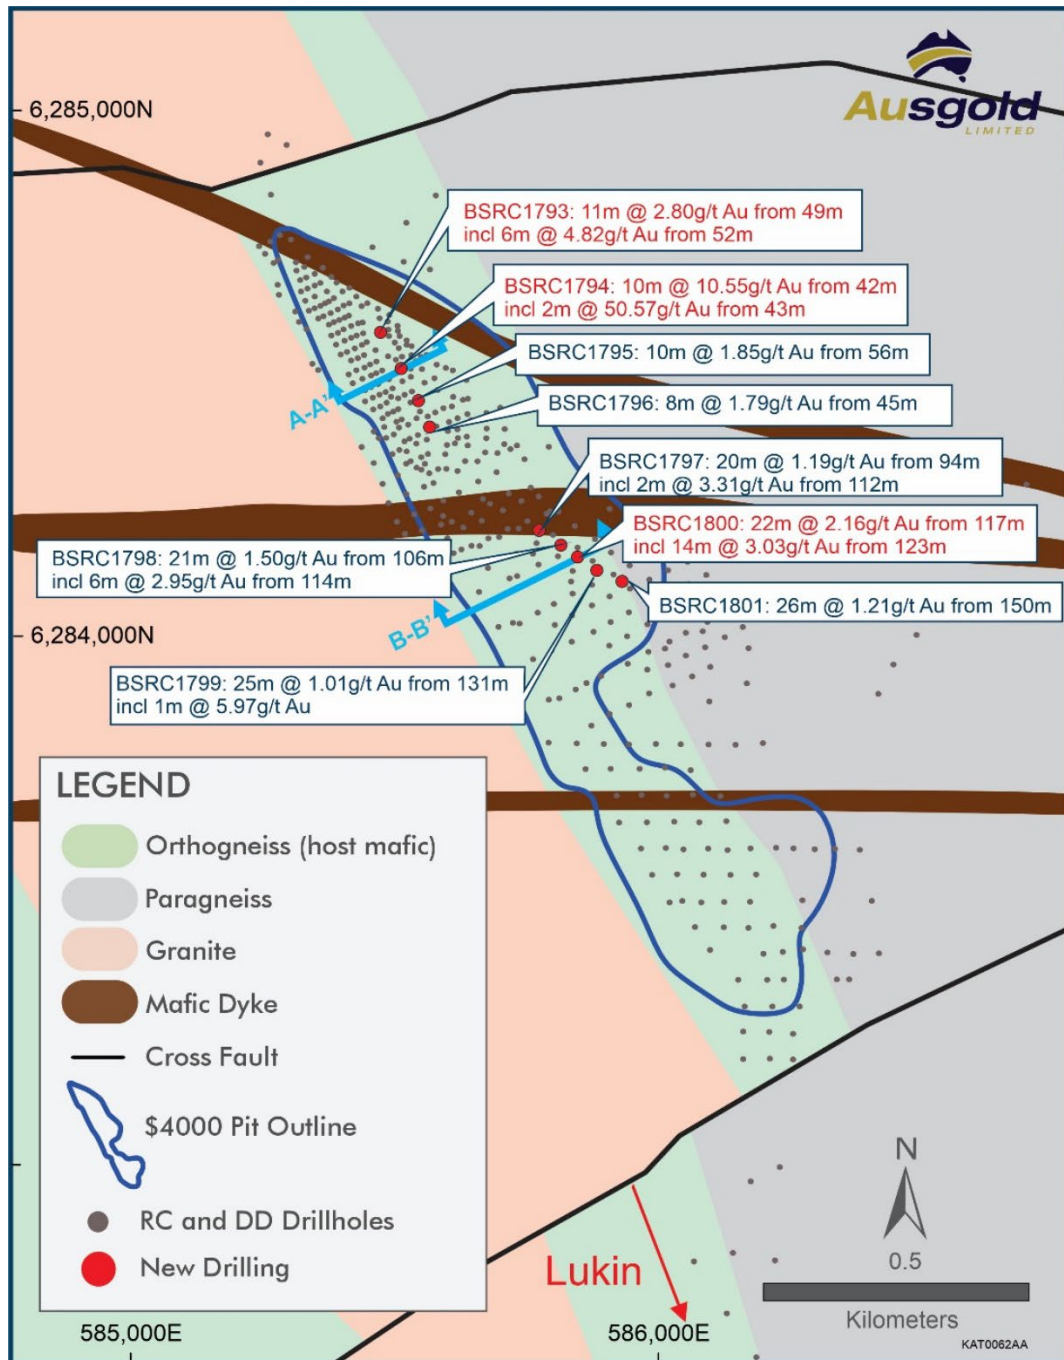 Ausgold
LIMITED
6,285,000N
BSRC1793: 11m @ 2.80g/t Au from 49m
incl 6m @ 4.82g/t Au from 52m
BSRC1794: 10m @ 10.55g/t Au from 42m
incl 2m @ 50.57g/t Au from 43m
BSRC1795: 10m @ 1.85g/t Au from 56m
A-A'
BSRC1796: 8m @ 1.79g/t Au from 45m
BSRC1797: 20m @ 1.19g/t Au from 94m
incl 2m @ 3.31g/t Au from 112m
BSRC1800: 22m @ 2.16g/t Au from 117m
incl 14m @ 3.03g/t Au from 123m
BSRC1798: 21m @ 1.50g/t Au from 106m
incl 6m @ 2.95g/t Au from 114m
BSRC1801: 26m @ 1.21g/t Au from 150m
B-B'
6,284,000N
BSRC1799: 25m @ 1.01g/t Au from 131m
incl 1m @ 5.97g/t Au
LEGEND
Orthogneiss (host mafic)
Paragneiss
Granite
Mafic Dyke
Cross Fault
$4000 Pit Outline
RC and DD Drillholes
New Drilling
Lukin
N
0.5
Kilometers
585,000E
586,000E
KAT0062AA